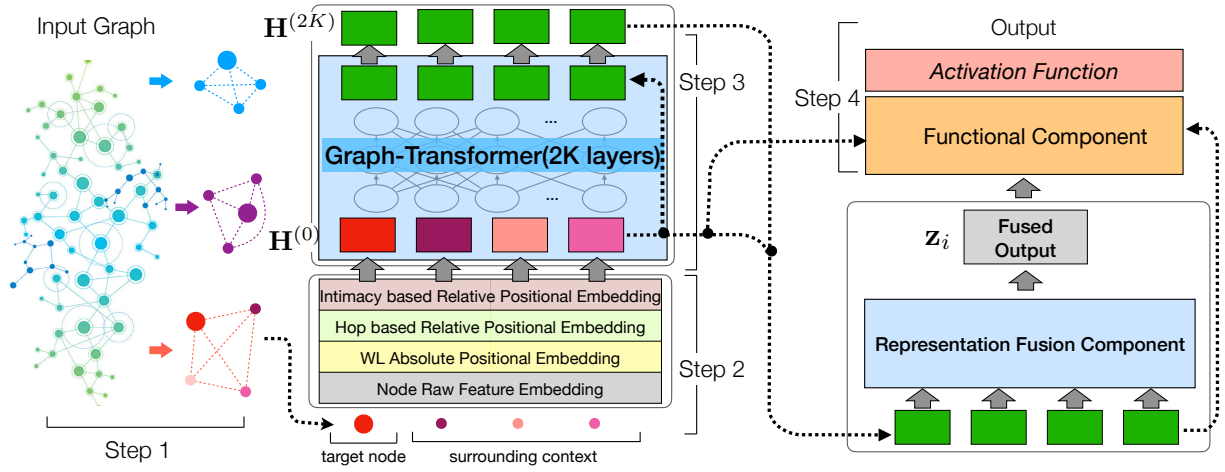 Input Graph
Step 1
H^(2K)
Graph-Transformer(2K layers)
...
...
H^(0)
Step 3
Intimacy based Relative Positional Embedding
Hop based Relative Positional Embedding
WL Absolute Positional Embedding
Node Raw Feature Embedding
Step 2
target node
surrounding context
Output
Activation Function
Functional Component
Step 4
z_i
Fused
Output
Representation Fusion Component